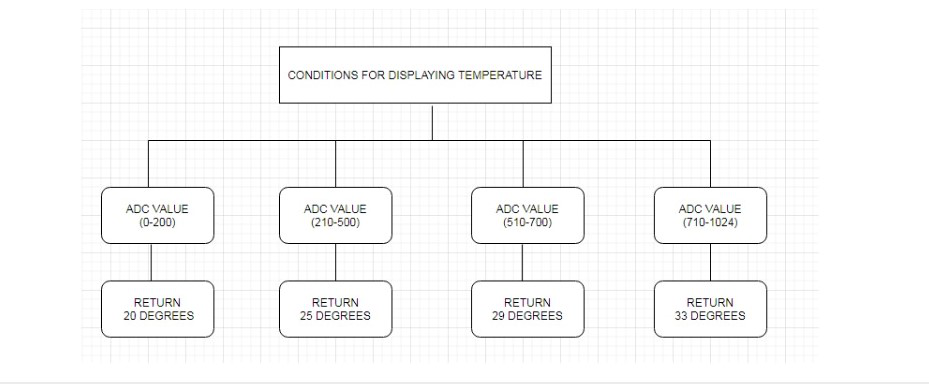 CONDITIONS FOR DISPLAYING TEMPERATURE
ADC VALUE
(0-200)
ADC VALUE
(210-500)
ADC VALUE
(510-700)
ADC VALUE
(710-1024)
RETURN
20 DEGREES
RETURN
25 DEGREES
RETURN
29 DEGREES
RETURN
33 DEGREES